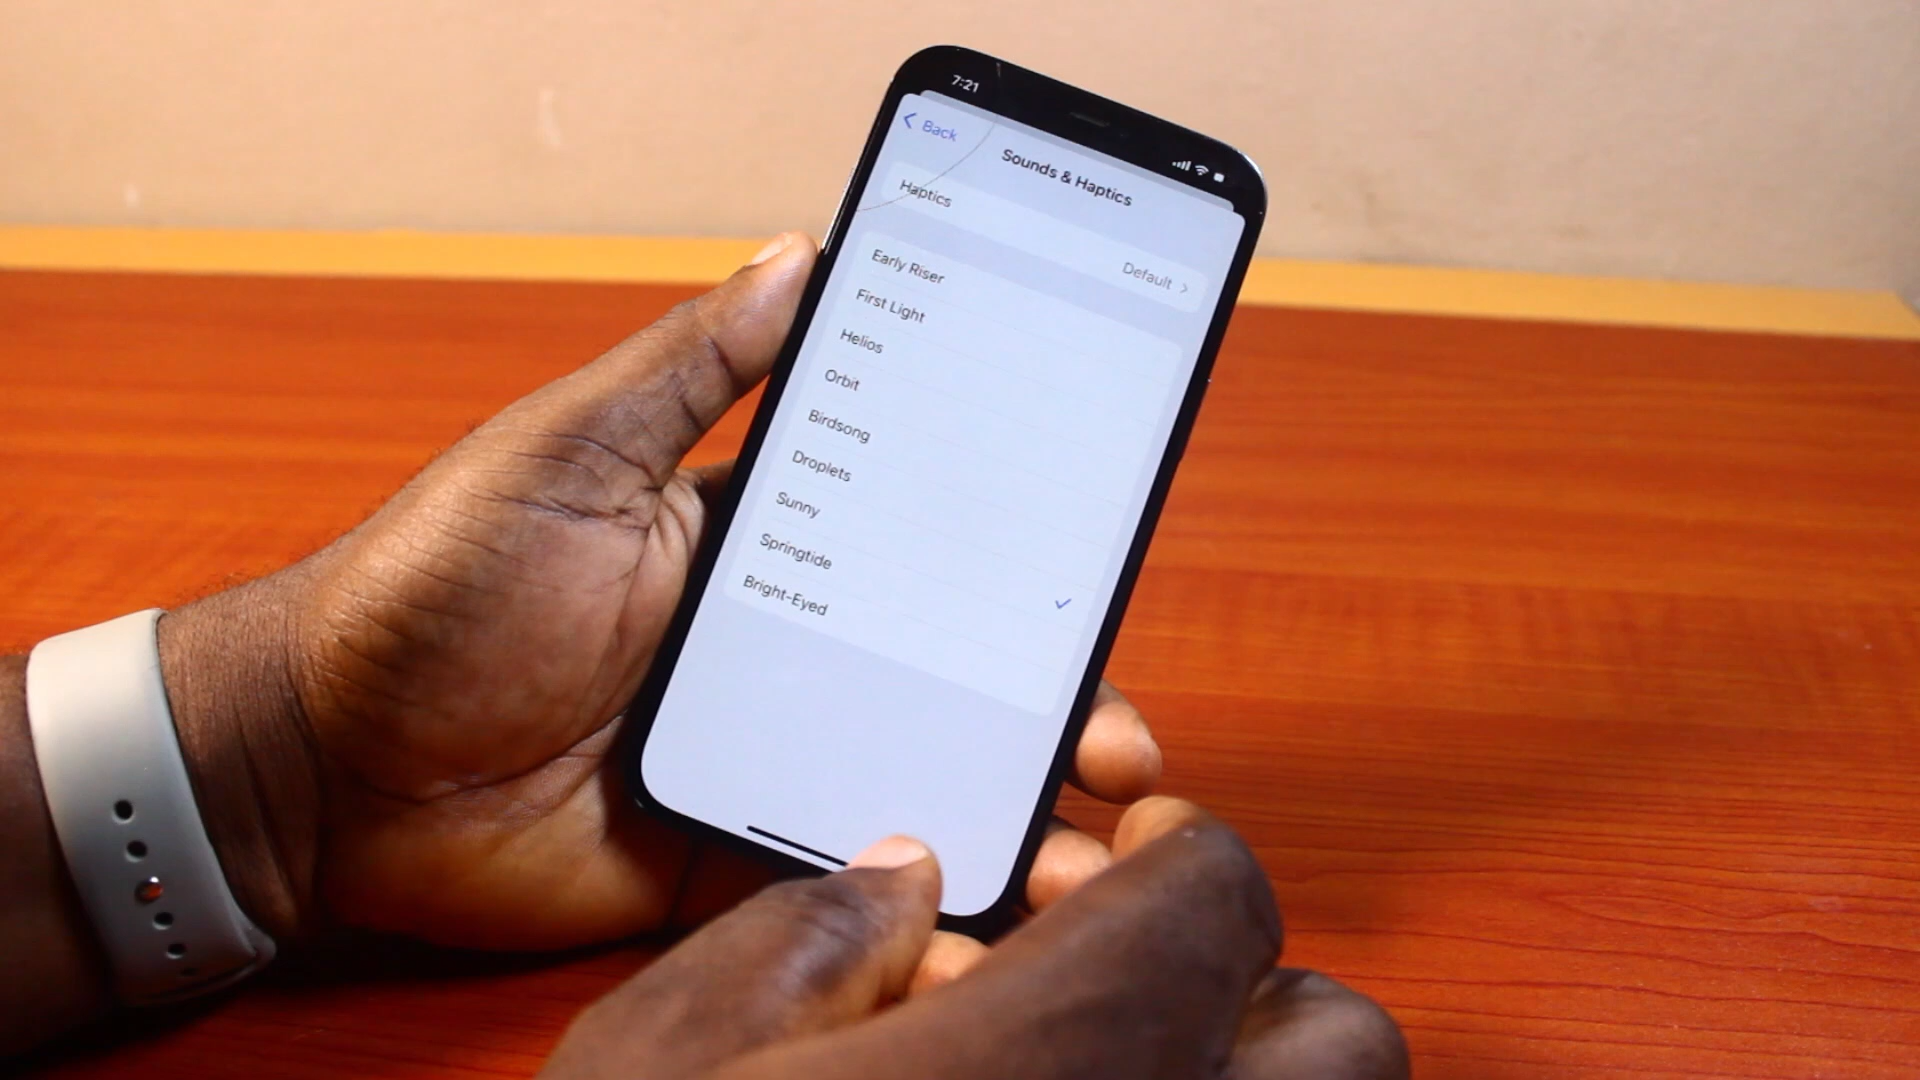 7:21
Back
Sounds & Haptics
Haptics
Default
Early Riser
First Light
Helios
Orbit
Birdsong
Droplets
Sunny
Springtide
Bright-Eyed